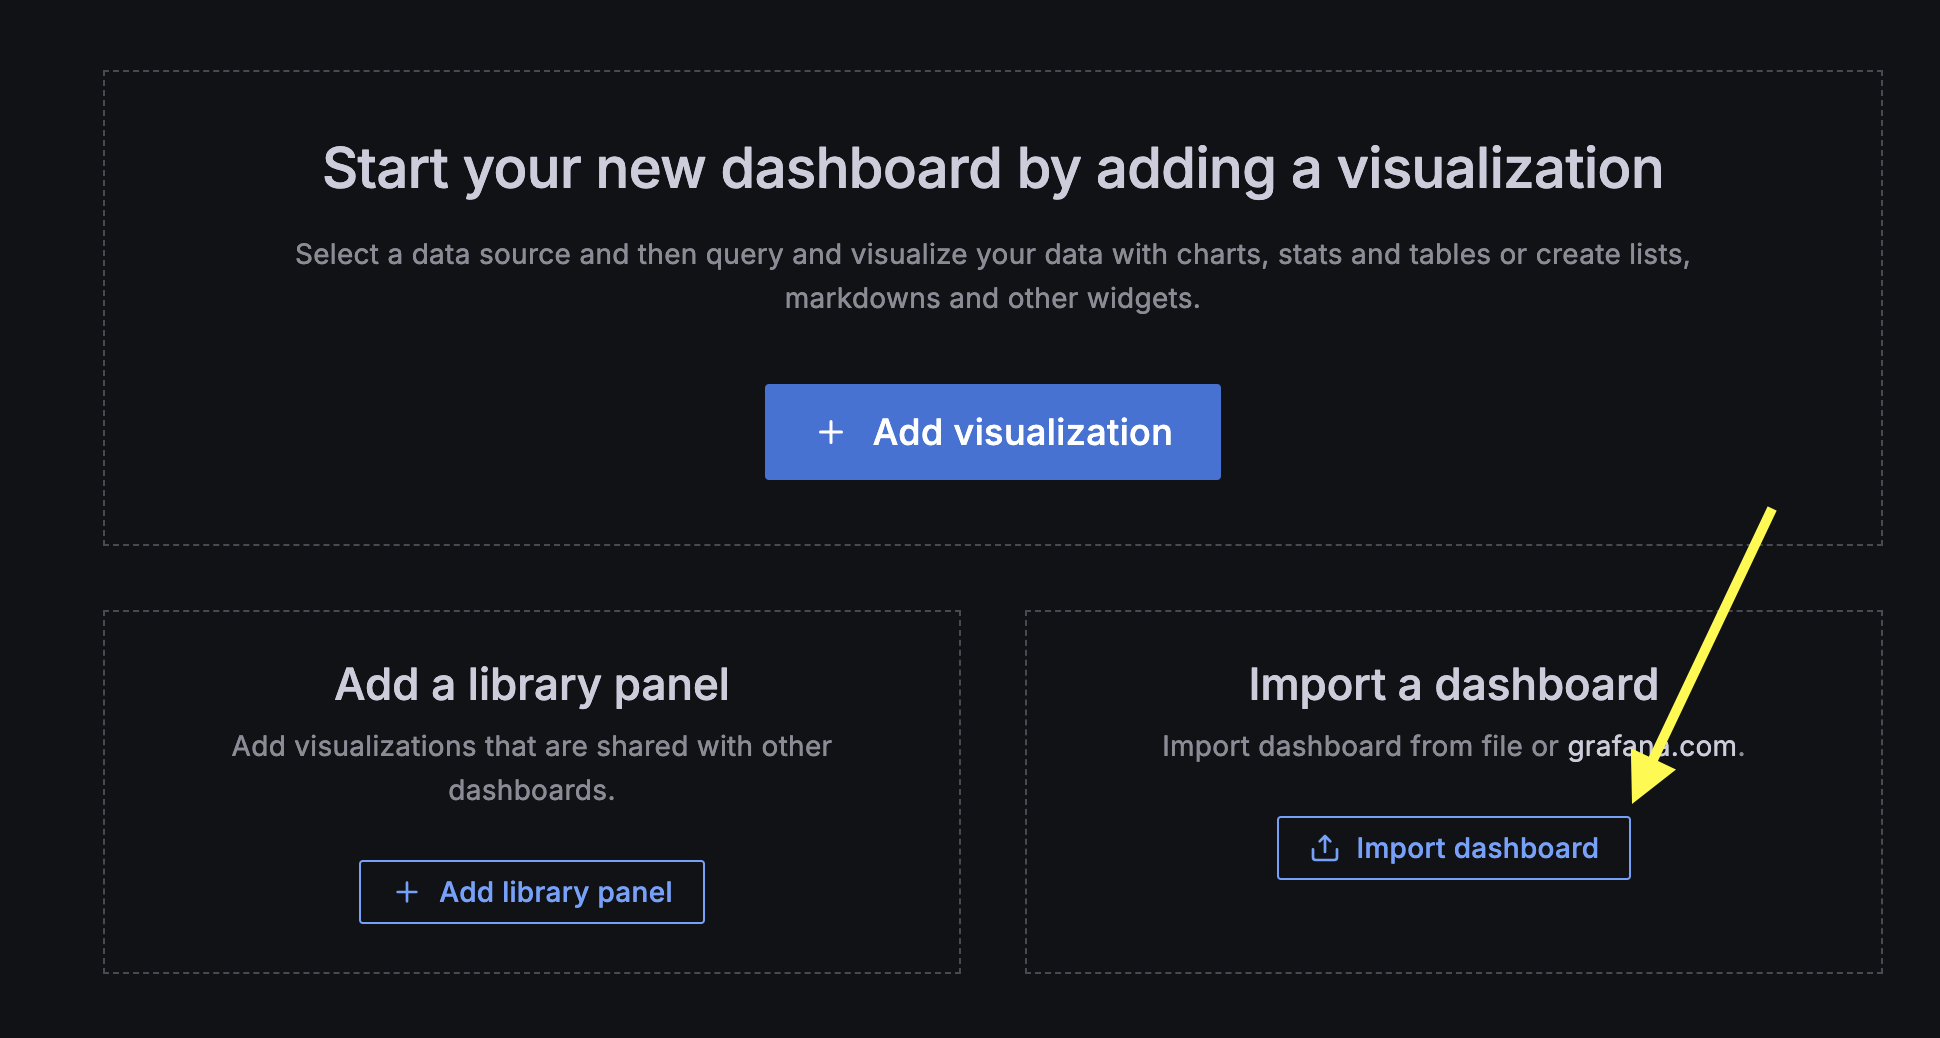 Start your new dashboard by adding a visualization
Select a data source and then query and visualize your data with charts, stats and tables or create lists,
markdowns and other widgets.
Add visualization
Add a library panel
Add visualizations that are shared with other
dashboards.
Add library panel
Import a dashboard
Import dashboard from file or grafana.com.
Import dashboard